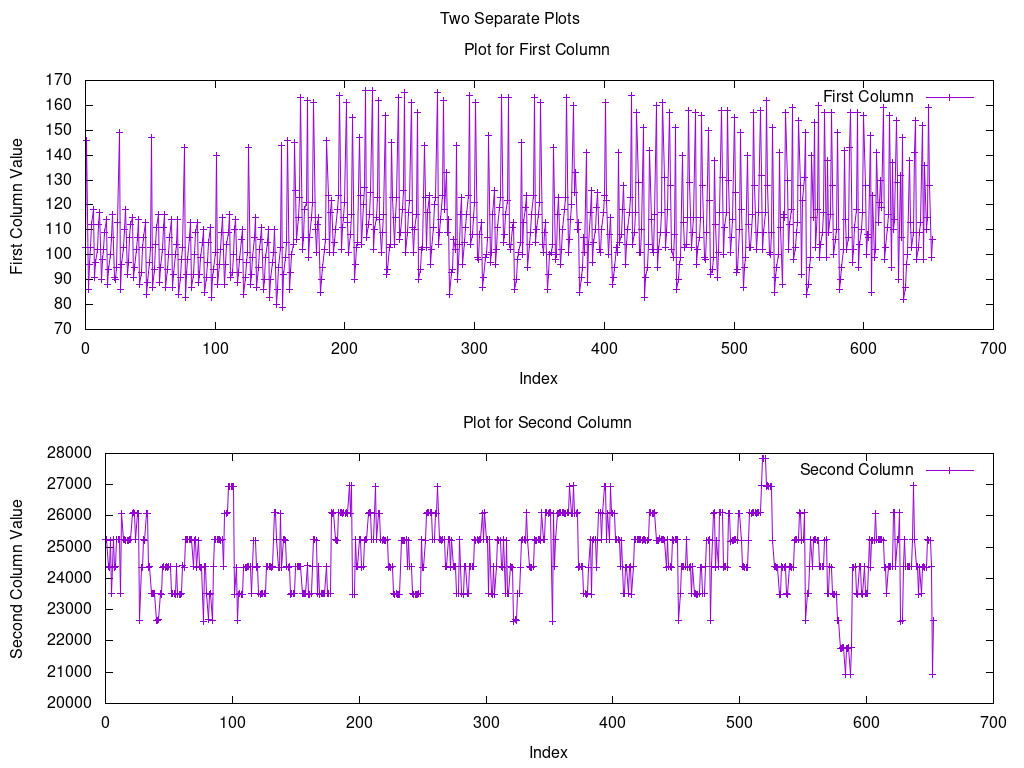 Two Separate Plots
Plot for First Column
170
160
150
140
130
120
110
100
90
80
70
First Column Value
First Column
0 100 200 300 400 500 600 700
Index
Plot for Second Column
28000
27000
26000
25000
24000
23000
22000
21000
20000
Second Column Value
Second Column
0 100 200 300 400 500 600 700
Index